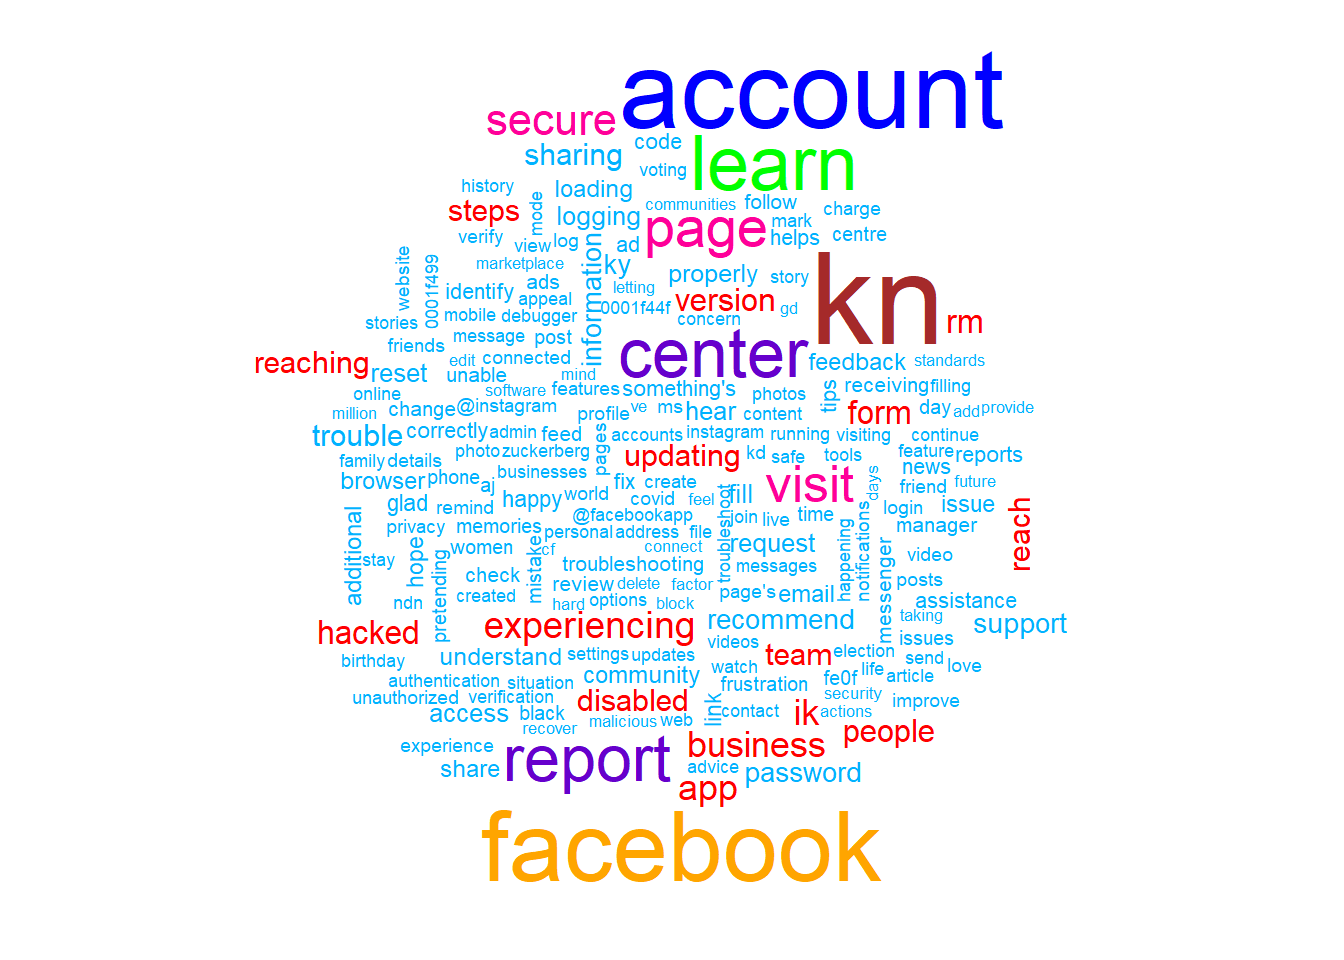 account
secure
code
learn
sharing
voting
history
loading
communities
follow
steps
mode
logging
page
mark
charge
verify
view
log
ad
helps
centre
website
0001f499
marketplace
information
ky
properly
story
kn
identify
ads
appeal
letting
version
gd
rm
stories
mobile
debugger
0001f44f
concern
friends
message
post
center
feedback
standards
reaching
reset
edit
connected
unable
mind
online
software
features
something's
photos
tips
receiving
filling
million
change
@instagram
profile
ve
ms
hear
content
form
day
add
provide
trouble
correctly
admin
feed
pages
accounts
instagram
running
visiting
continue
family
details
photo
zuckerberg
updating
kd
safe
tools
feature
reports
browser
phone
aj
businesses
fix
create
visit
days
news
friend
future
glad
remind
happy
world
covid
feel
fill
login
issue
reach
additional
privacy
memories
@facebookapp
personal
address
file
troubleshoot
join
live
time
happening
notifications
manager
stay
hope
pretending
women
cf
mistake
connect
request
messenger
video
check
troubleshooting
messages
posts
ndn
created
review
delete
factor
page's
email
assistance
hard
options
block
taking
hacked
experiencing
recommend
support
videos
issues
birthday
understand
settings
updates
team
election
send
love
authentication
situation
community
watch
frustration
fe0f
life
article
unauthorized
verification
disabled
link
security
improve
access
black
malicious
web
contact
ik
actions
recover
people
experience
report
business
share
advice
password
app
facebook